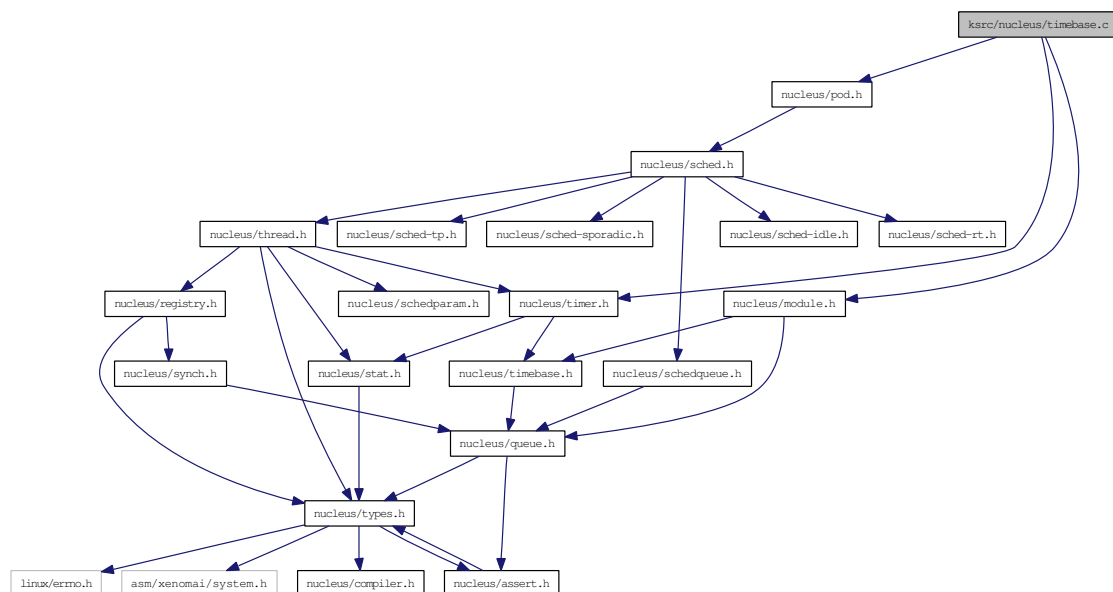 ksrc/nucleus/timebase.c
nucleus/pod.h
nucleus/sched.h
nucleus/thread.h
nucleus/sched-tp.h
nucleus/sched-sporadic.h
nucleus/sched-idle.h
nucleus/sched-rt.h
nucleus/registry.h
nucleus/schedparam.h
nucleus/timer.h
nucleus/module.h
nucleus/synch.h
nucleus/stat.h
nucleus/timebase.h
nucleus/schedqueue.h
nucleus/queue.h
nucleus/types.h
linux/errno.h
asm/xenomai/system.h
nucleus/compiler.h
nucleus/assert.h